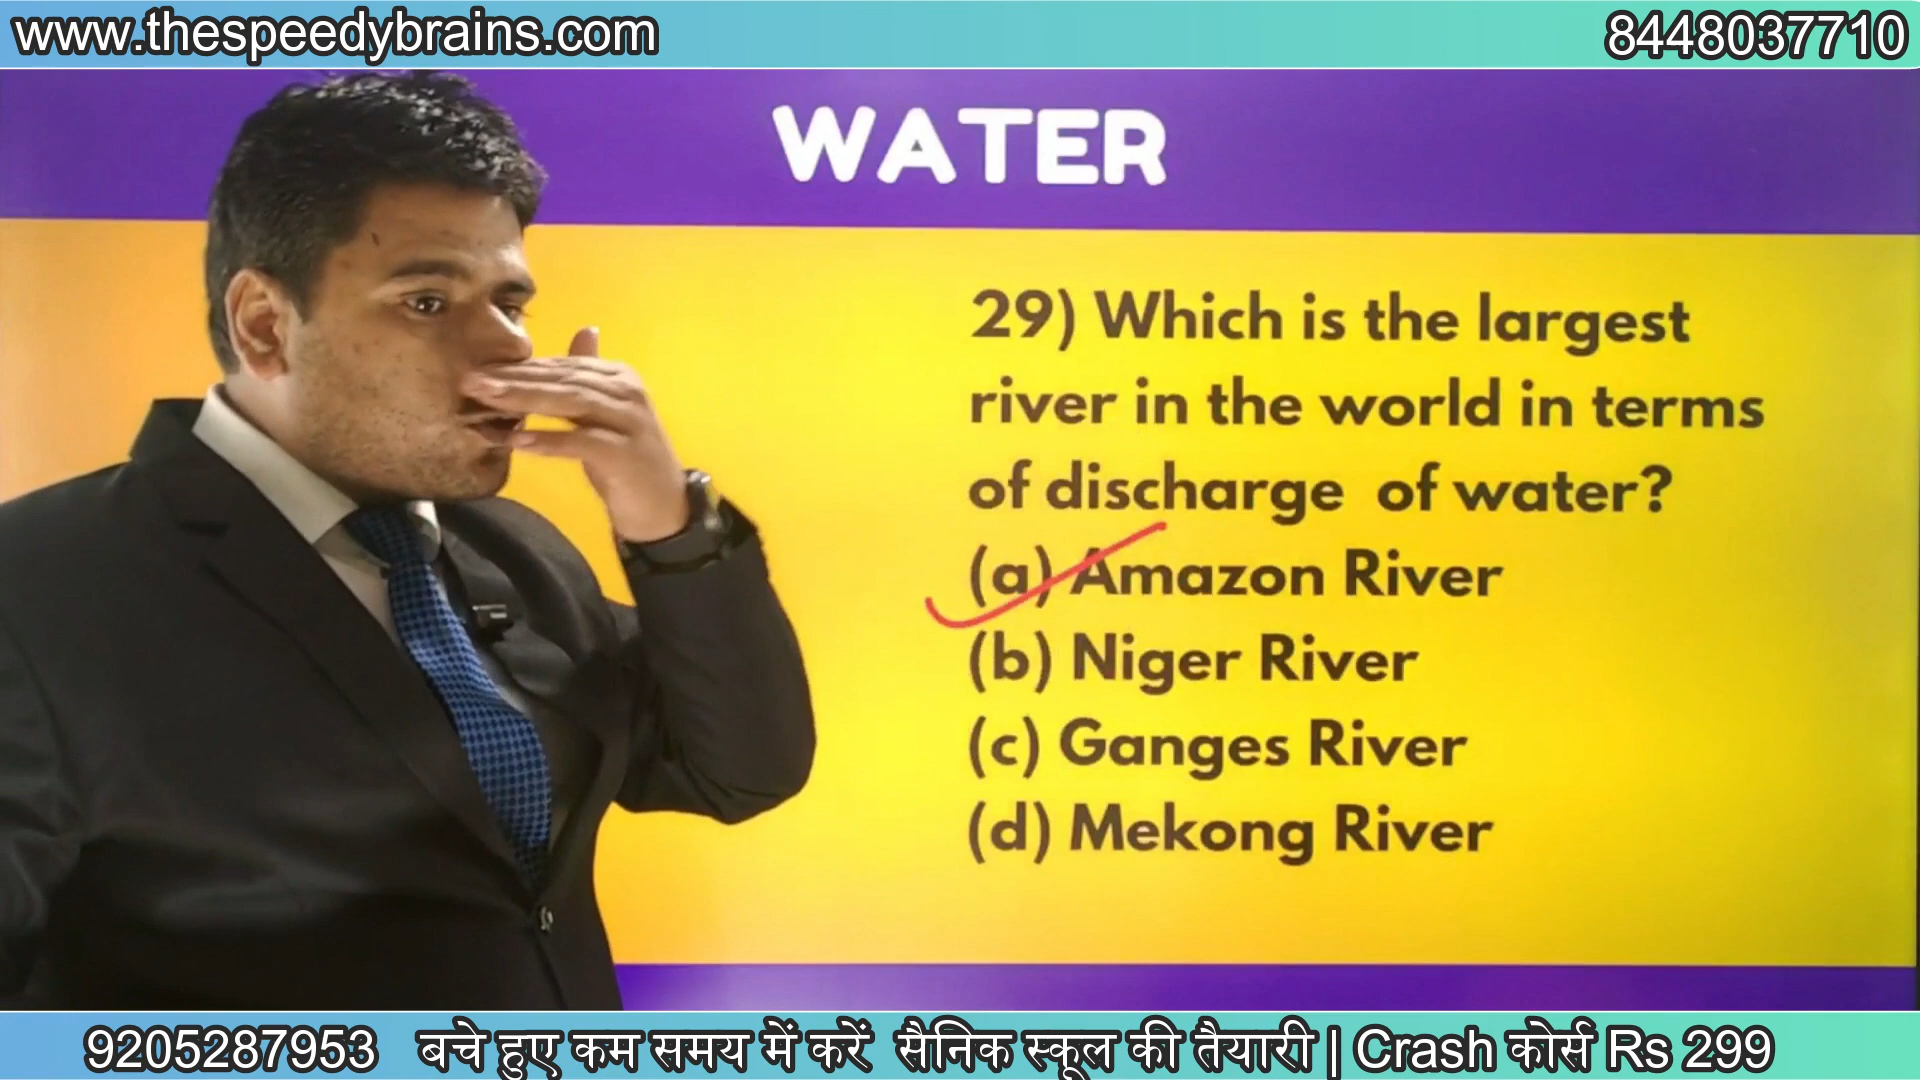 www.thespeedybrains.com 8448037710
WATER
29) Which is the largest
river in the world in terms
of discharge of water?
(a) Amazon River
(b) Niger River
(c) Ganges River
(d) Mekong River
9205287953 बचे हुए कम समय में करें सैनिक स्कूल की तैयारी | Crash कोर्स Rs 299